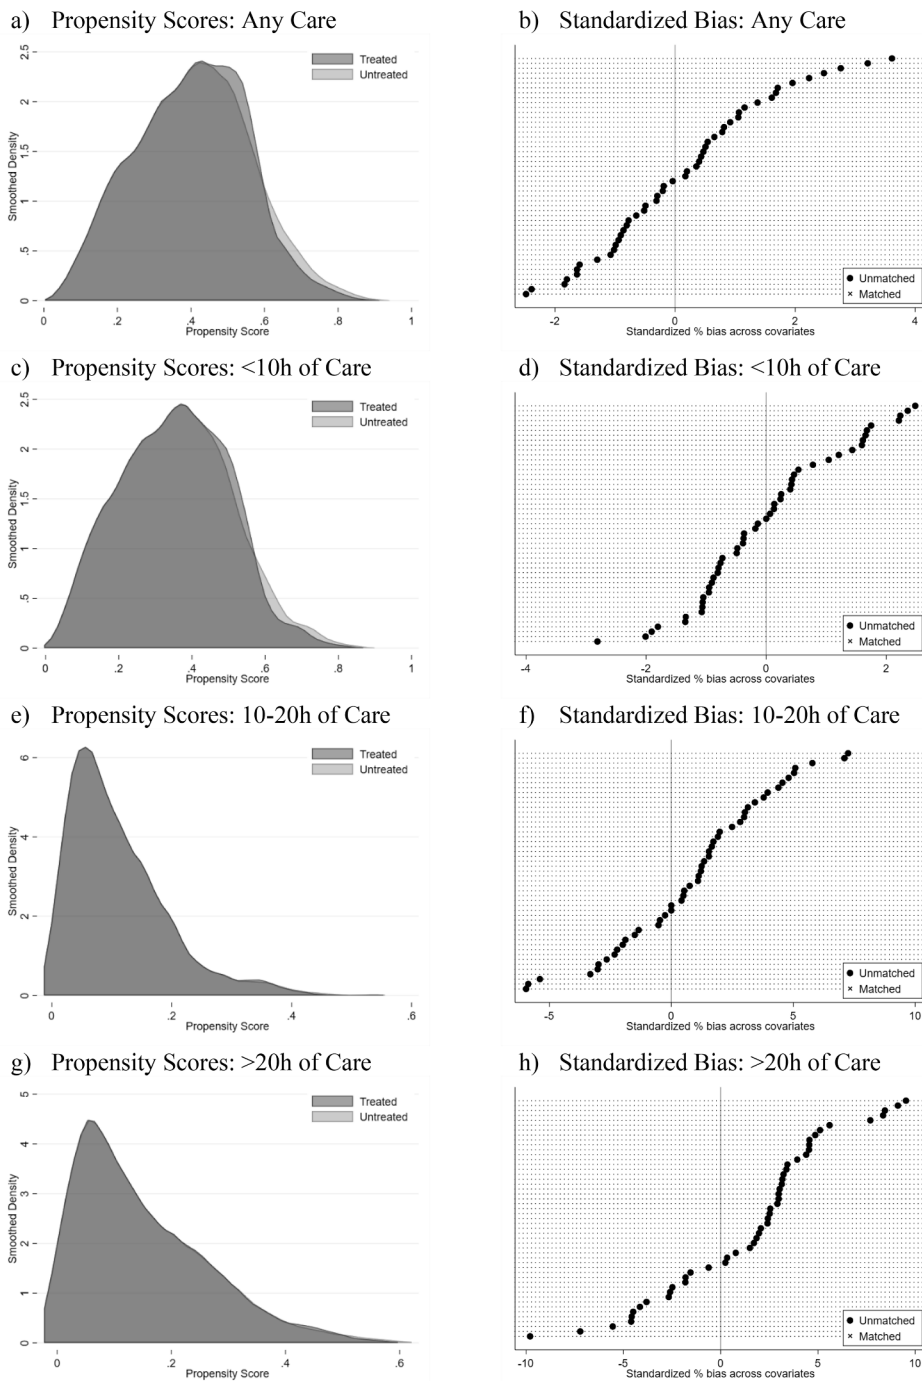 a) Propensity Scores: Any Care
b) Standardized Bias: Any Care
Smoothed Density
2.5
2
1.5
1
.5
0
Treated
Untreated
0 .2 .4 .6 .8 1
Propensity Score
Unmatched
× Matched
-2 0 2 4
Standardized % bias across covariates
c) Propensity Scores: <10h of Care
d) Standardized Bias: <10h of Care
Smoothed Density
2.5
2
1.5
1
.5
0
Treated
Untreated
0 .2 .4 .6 .8 1
Propensity Score
Unmatched
× Matched
-4 -2 0 2
Standardized % bias across covariates
e) Propensity Scores: 10-20h of Care
f) Standardized Bias: 10-20h of Care
Smoothed Density
6
4
2
0
Treated
Untreated
0 .2 .4 .6
Propensity Score
Unmatched
× Matched
-5 0 5 10
Standardized % bias across covariates
g) Propensity Scores: >20h of Care
h) Standardized Bias: >20h of Care
Smoothed Density
5
4
3
2
1
0
Treated
Untreated
0 .2 .4 .6
Propensity Score
Unmatched
× Matched
-10 -5 0 5 10
Standardized % bias across covariates